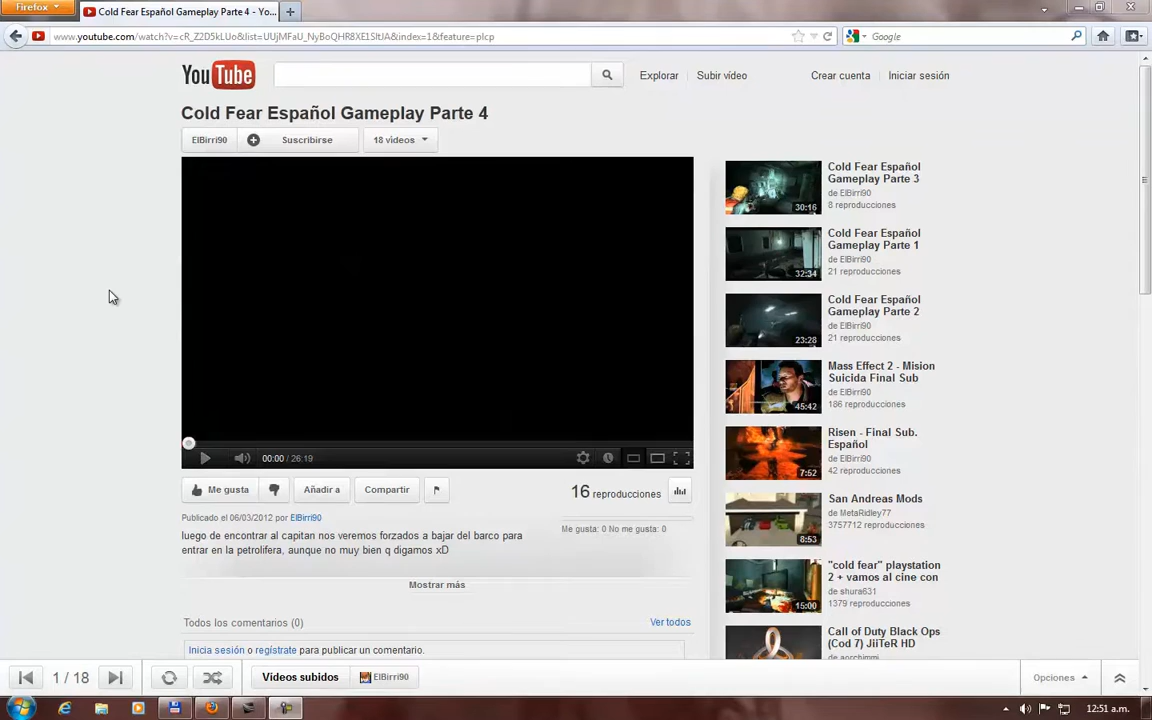 Firefox
Cold Fear Español Gameplay Parte 4 - Yo...
www.youtube.com/watch?v=cR_Z2D5kLUo&list=UUjMFaU_NyBoQHR8XE1SltJA&index=1&feature=plcp
Google
YouTube
Explorar
Subir vídeo
Crear cuenta
Iniciar sesión
Cold Fear Español Gameplay Parte 4
ElBirri90
Suscribirse
18 vídeos
00:00 / 26:19
Me gusta
Añadir a
Compartir
16 reproducciones
Publicado el 06/03/2012 por ElBirri90
Me gusta: 0 No me gusta: 0
luego de encontrar al capitan nos veremos forzados a bajar del barco para
entrar en la petrolifera, aunque no muy bien q digamos xD
Mostrar más
Todos los comentarios (0)
Ver todos
Inicia sesión o regístrate para publicar un comentario.
30:16
Cold Fear Español
Gameplay Parte 3
de ElBirri90
8 reproducciones
32:34
Cold Fear Español
Gameplay Parte 1
de ElBirri90
21 reproducciones
23:28
Cold Fear Español
Gameplay Parte 2
de ElBirri90
21 reproducciones
45:42
Mass Effect 2 - Mision
Suicida Final Sub
de ElBirri90
186 reproducciones
7:52
Risen - Final Sub.
Español
de ElBirri90
42 reproducciones
8:53
San Andreas Mods
de MetaRidley77
3757712 reproducciones
15:00
"cold fear" playstation
2 + vamos al cine con
de shura631
1379 reproducciones
Call of Duty Black Ops
(Cod 7) JiiTeR HD
1 / 18
Vídeos subidos
ElBirri90
Opciones
12:51 a.m.